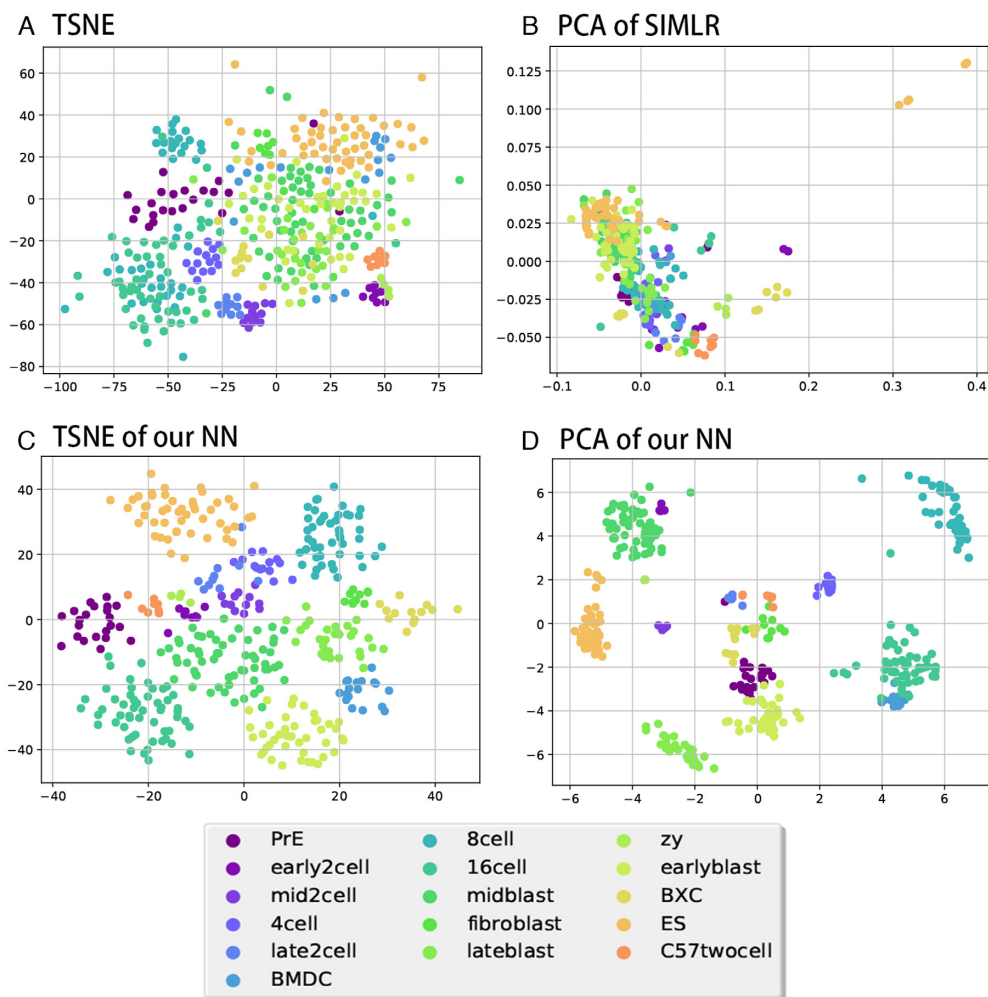 A TSNE
B PCA of SIMLR
60
40
20
0
−20
−40
−60
−80
−100 −75 −50 −25 0 25 50 75
0.125
0.100
0.075
0.050
0.025
0.000
−0.025
−0.050
−0.1 0.0 0.1 0.2 0.3 0.4
C TSNE of our NN
D PCA of our NN
40
20
0
−20
−40
−40 −20 0 20 40
6
4
2
0
−2
−4
−6
−6 −4 −2 0 2 4 6
PrE
early2cell
mid2cell
4cell
late2cell
BMDC
8cell
16cell
midblast
fibroblast
lateblast
zy
earlyblast
BXC
ES
C57twocell